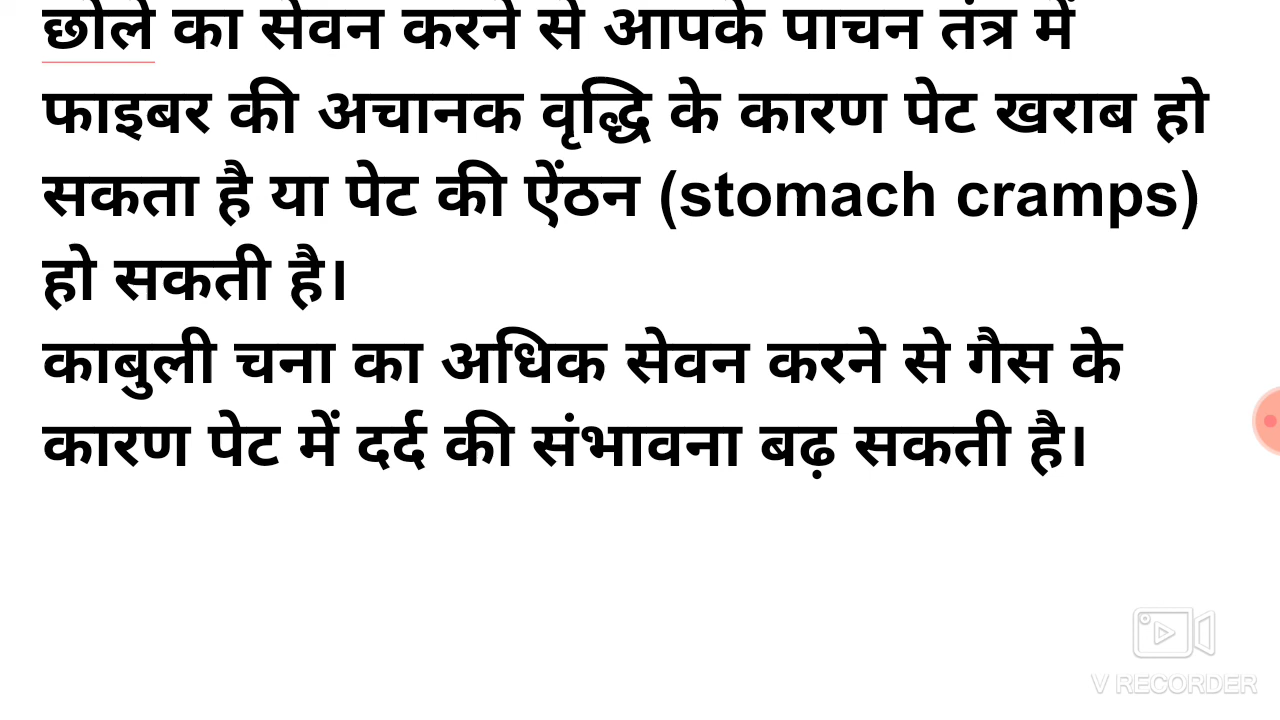 छोले का सेवन करने से आपके पाचन तंत्र में
फाइबर की अचानक वृद्धि के कारण पेट खराब हो
सकता है या पेट की ऐंठन (stomach cramps)
हो सकती है।
काबुली चना का अधिक सेवन करने से गैस के
कारण पेट में दर्द की संभावना बढ़ सकती है।
V RECORDER